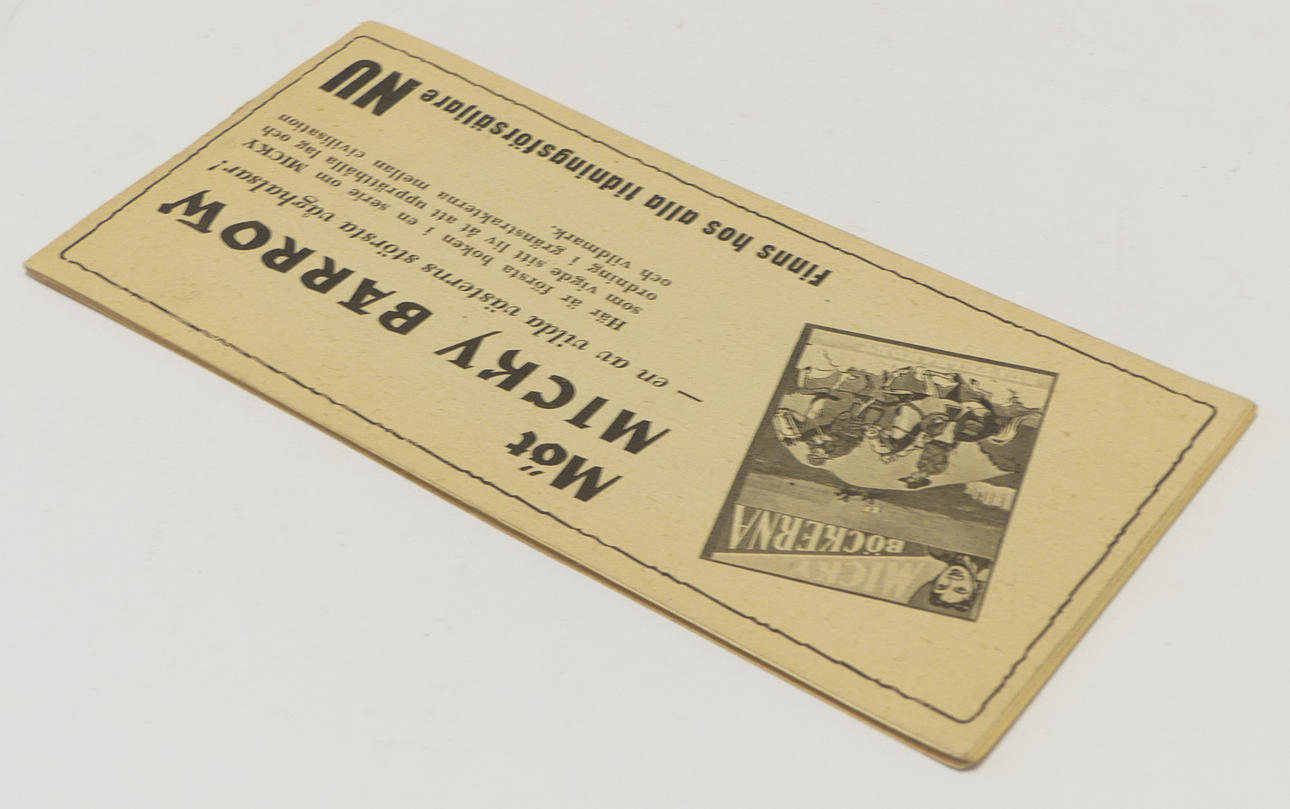 Möt
MICKY BARROW
— en av vilda västerns största våghalsar!
Här är första boken i en serie om MICKY
som vigde sitt liv åt att upprätthålla lag och
ordning i gränstrakterna mellan civilisation
och vildmark.
Finns hos alla tidningsförsäljare NU
MICKY
BÖCKERNA